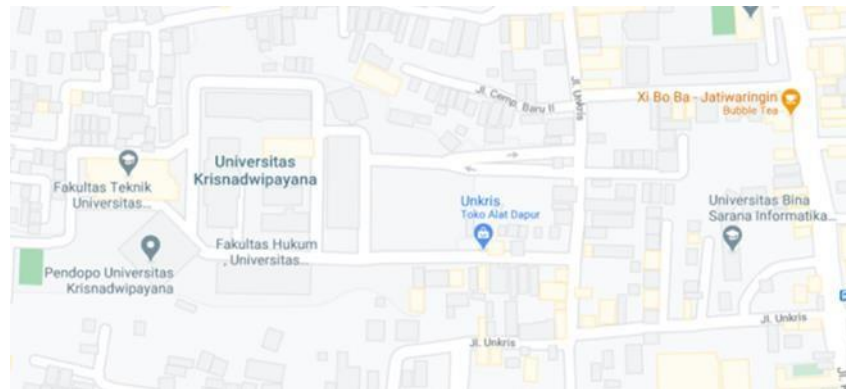 Jl. Cemp. Baru II
Jl. Unkris
Xi Bo Ba - Jatiwaringin
Bubble Tea
Universitas
Krisnadwipayana
Fakultas Teknik
Universitas...
Unkris
Toko Alat Dapur
Universitas Bina
Sarana Informatika...
Fakultas Hukum
, Universitas...
Pendopo Universitas
Krisnadwipayana
Jl. Unkris
Jl. Unkris